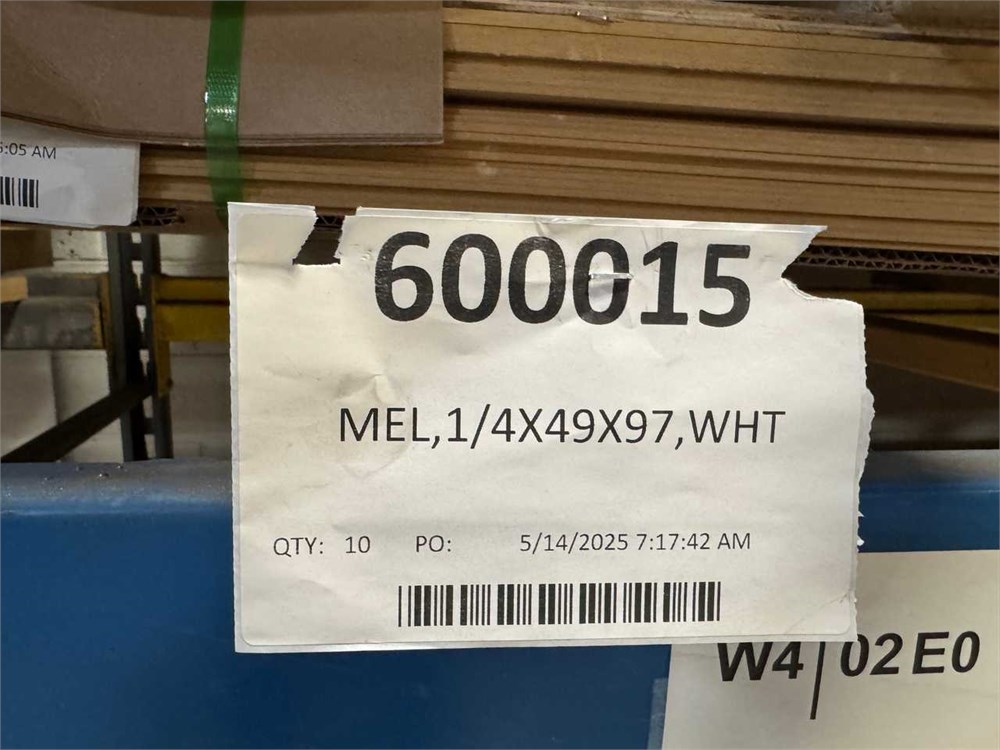 :05 AM
600015
MEL,1/4X49X97,WHT
QTY: 10 PO: 5/14/2025 7:17:42 AM
W4 02 E0